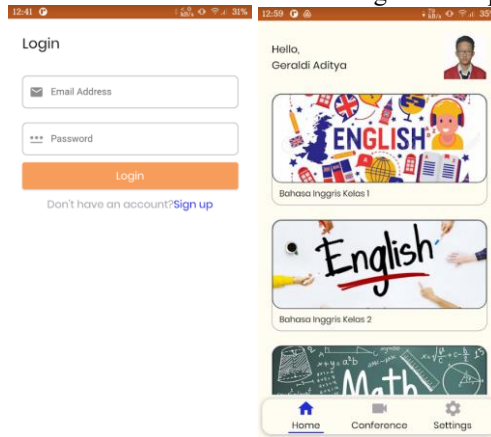 12:41
31%
Login
Email Address
Password
Login
Don't have an account?Sign up
12:59
35
Hello,
Geraldi Aditya
ENGLISH
Bahasa Inggris Kelas 1
English
Bahasa Inggris Kelas 2
Math
Home Conference Settings